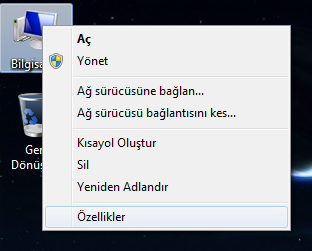 Aç
Yönet
Ağ sürücüsüne bağlan...
Ağ sürücüsü bağlantısını kes...
Kısayol Oluştur
Sil
Yeniden Adlandır
Özellikler
Bilgisa
Ger
Dönüş